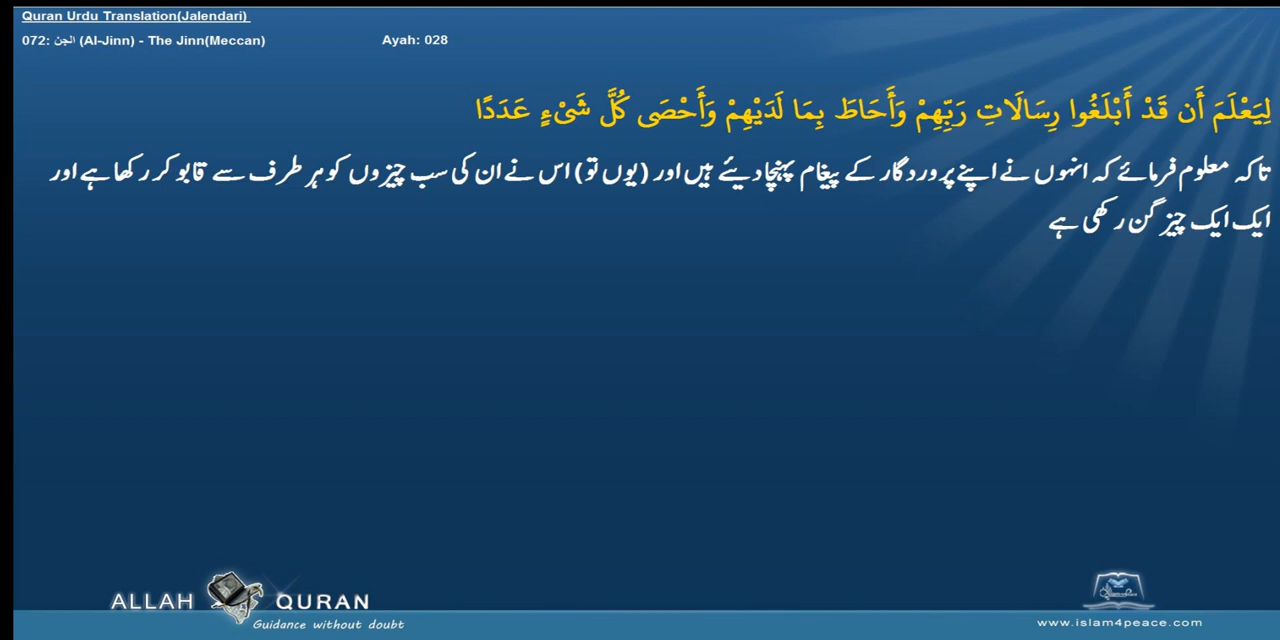 Quran Urdu Translation(Jalendari)
072: الجن (Al-Jinn) - The Jinn(Meccan) Ayah: 028
لِيَعْلَمَ أَن قَدْ أَبْلَغُوا رِسَالَاتِ رَبِّهِمْ وَأَحَاطَ بِمَا لَدَيْهِمْ وَأَحْصَى كُلَّ شَيْءٍ عَدَدًا
تاکہ معلوم فرمائے کہ انہوں نے اپنے پروردگار کے پیغام پہنچا دیئے ہیں اور (یوں تو) اس نے ان کی سب چیزوں کو ہر طرف سے قابو کر رکھا ہے اور
ایک ایک چیز گن رکھی ہے
ALLAH QURAN
Guidance without doubt
www.islam4peace.com